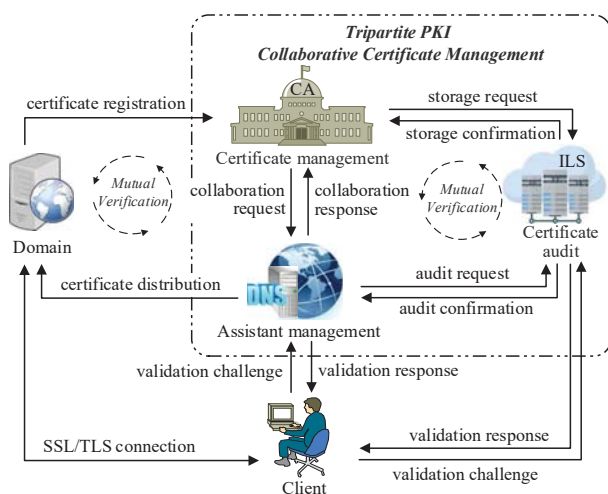 Tripartite PKI
Collaborative Certificate Management
certificate registration
CA
storage request
storage confirmation
Certificate management
ILS
Mutual
Verification
collaboration
request
collaboration
response
Mutual
Verification
Domain
Certificate
audit
certificate distribution
DNS
audit request
audit confirmation
Assistant management
validation challenge
validation response
SSL/TLS connection
validation response
validation challenge
Client